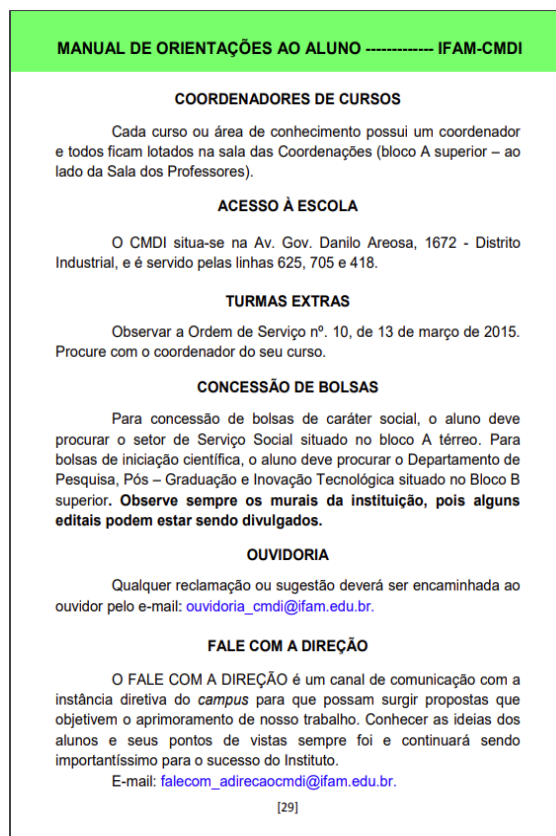 MANUAL DE ORIENTAÇÕES AO ALUNO ------------- IFAM-CMDI
COORDENADORES DE CURSOS
Cada curso ou área de conhecimento possui um coordenador
e todos ficam lotados na sala das Coordenações (bloco A superior – ao
lado da Sala dos Professores).
ACESSO À ESCOLA
O CMDI situa-se na Av. Gov. Danilo Areosa, 1672 - Distrito
Industrial, e é servido pelas linhas 625, 705 e 418.
TURMAS EXTRAS
Observar a Ordem de Serviço nº. 10, de 13 de março de 2015.
Procure com o coordenador do seu curso.
CONCESSÃO DE BOLSAS
Para concessão de bolsas de caráter social, o aluno deve
procurar o setor de Serviço Social situado no bloco A térreo. Para
bolsas de iniciação científica, o aluno deve procurar o Departamento de
Pesquisa, Pós – Graduação e Inovação Tecnológica situado no Bloco B
superior. Observe sempre os murais da instituição, pois alguns
editais podem estar sendo divulgados.
OUVIDORIA
Qualquer reclamação ou sugestão deverá ser encaminhada ao
ouvidor pelo e-mail: ouvidoria_cmdi@ifam.edu.br.
FALE COM A DIREÇÃO
O FALE COM A DIREÇÃO é um canal de comunicação com a
instância diretiva do campus para que possam surgir propostas que
objetivem o aprimoramento de nosso trabalho. Conhecer as ideias dos
alunos e seus pontos de vistas sempre foi e continuará sendo
importantíssimo para o sucesso do Instituto.
E-mail: falecom_adirecaocmdi@ifam.edu.br.
[29]